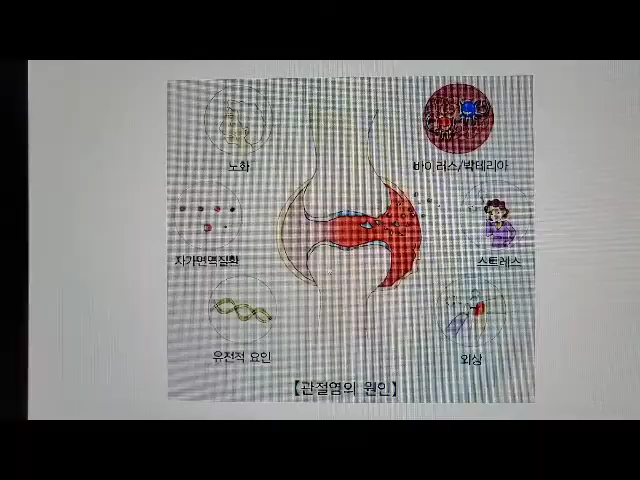 노화
바이러스/박테리아
자가면역질환
스트레스
유전적 요인
외상
【관절염의 원인】